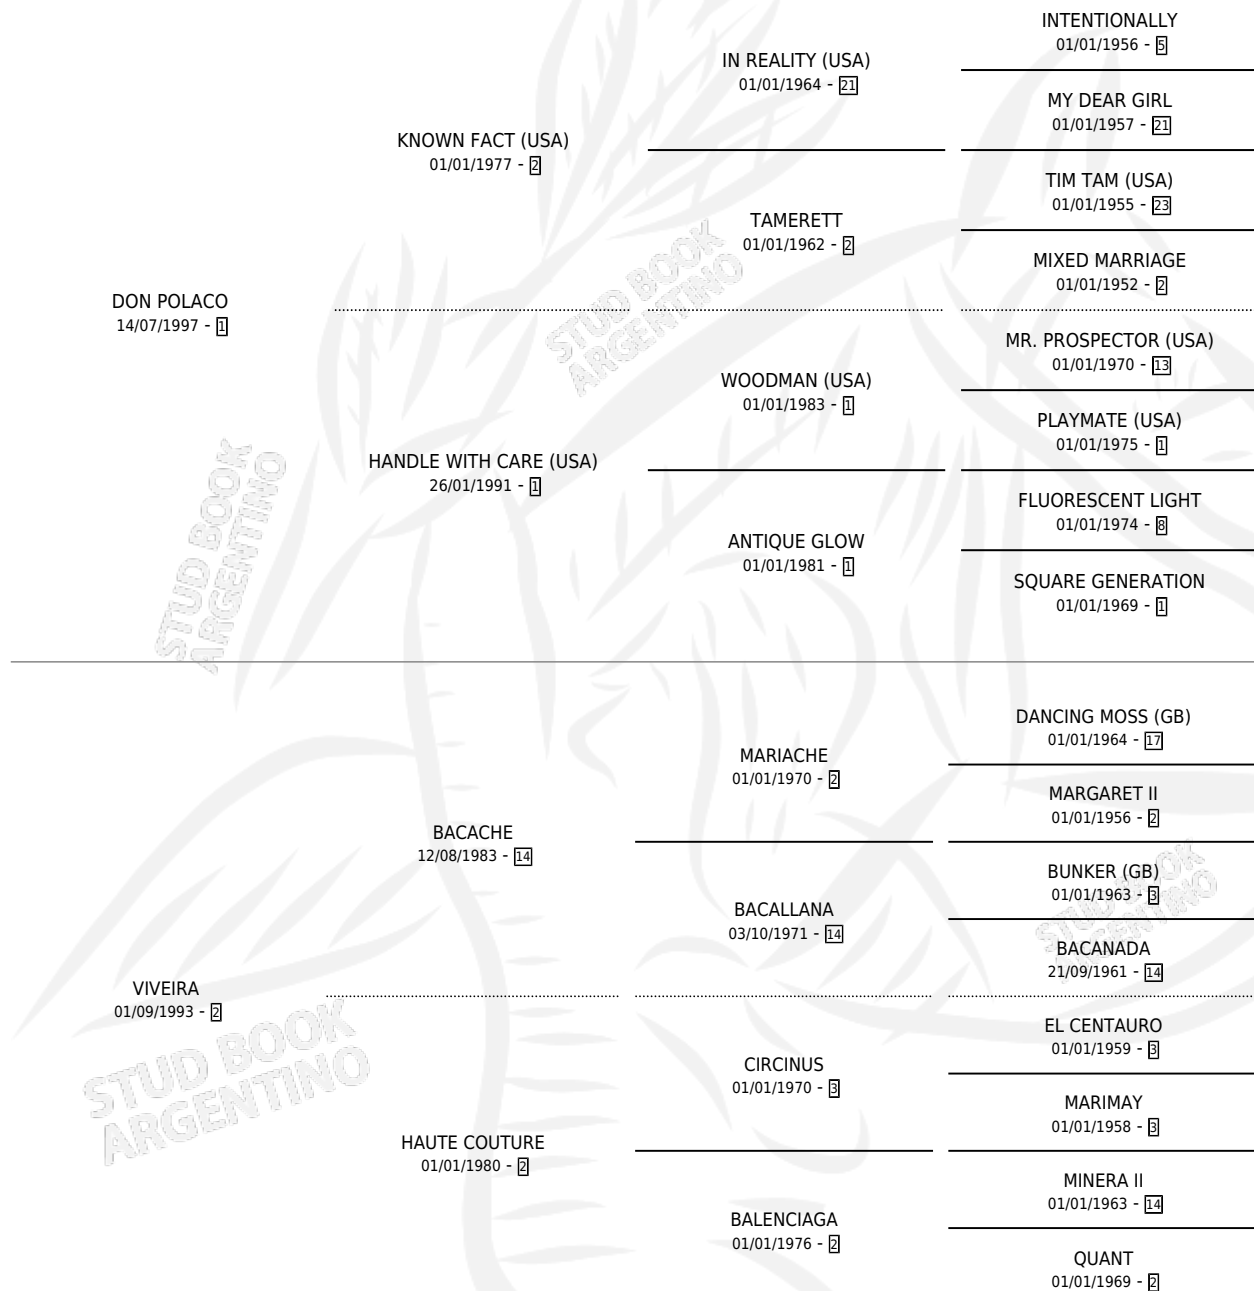 INTENTIONALLY
01/01/1956 - 5
IN REALITY (USA)
01/01/1964 - 21
MY DEAR GIRL
01/01/1957 - 21
KNOWN FACT (USA)
01/01/1977 - 2
TIM TAM (USA)
01/01/1955 - 23
TAMERETT
01/01/1962 - 2
MIXED MARRIAGE
01/01/1952 - 2
DON POLACO
14/07/1997 - 1
MR. PROSPECTOR (USA)
01/01/1970 - 13
WOODMAN (USA)
01/01/1983 - 1
PLAYMATE (USA)
01/01/1975 - 1
HANDLE WITH CARE (USA)
26/01/1991 - 1
FLUORESCENT LIGHT
01/01/1974 - 8
ANTIQUE GLOW
01/01/1981 - 1
SQUARE GENERATION
01/01/1969 - 1
DANCING MOSS (GB)
01/01/1964 - 17
MARIACHE
01/01/1970 - 2
MARGARET II
01/01/1956 - 2
BACACHE
12/08/1983 - 14
BUNKER (GB)
01/01/1963 - 3
BACALLANA
03/10/1971 - 14
BACANADA
21/09/1961 - 14
VIVEIRA
01/09/1993 - 2
EL CENTAURO
01/01/1959 - 3
CIRCINUS
01/01/1970 - 3
MARIMAY
01/01/1958 - 3
HAUTE COUTURE
01/01/1980 - 2
MINERA II
01/01/1963 - 14
BALENCIAGA
01/01/1976 - 2
QUANT
01/01/1969 - 2
STUD BOOK
ARGENTINO
STUD BOOK
ARGENTINO
STUD BOOK
ARGENTINO
STUD BOOK
ARGENTINO